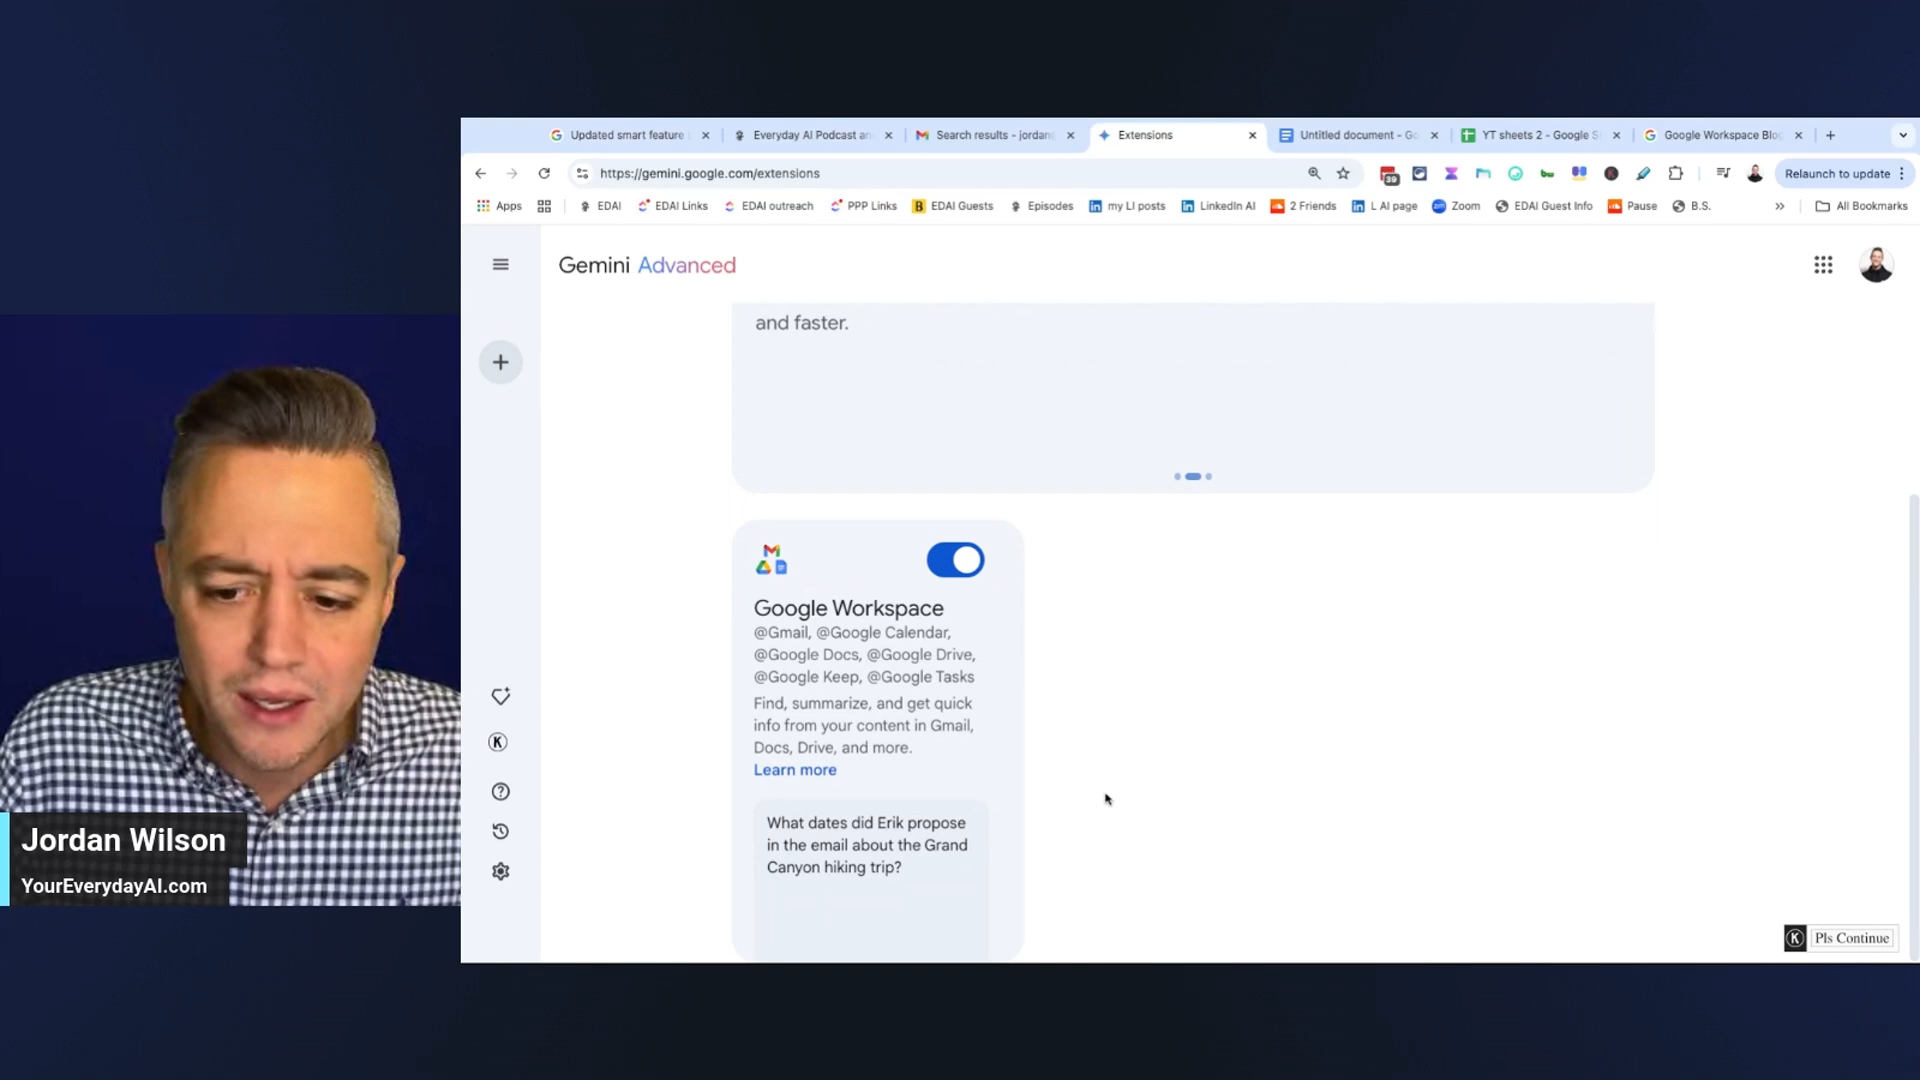 Updated smart feature
Everyday AI Podcast an
Search results - jordan
Extensions
Untitled document - Go
YT sheets 2 - Google S
Google Workspace Blo
https://gemini.google.com/extensions
39
Relaunch to update
Apps
EDAI
EDAI Links
EDAI outreach
PPP Links
B
EDAI Guests
Episodes
my LI posts
LinkedIn AI
2 Friends
L AI page
Zoom
EDAI Guest Info
Pause
B.S.
All Bookmarks
Gemini Advanced
and faster.
Google Workspace
@Gmail, @Google Calendar,
@Google Docs, @Google Drive,
@Google Keep, @Google Tasks
Find, summarize, and get quick
info from your content in Gmail,
Docs, Drive, and more.
Learn more
What dates did Erik propose
in the email about the Grand
Canyon hiking trip?
K
K Pls Continue
Jordan Wilson
YourEverydayAI.com